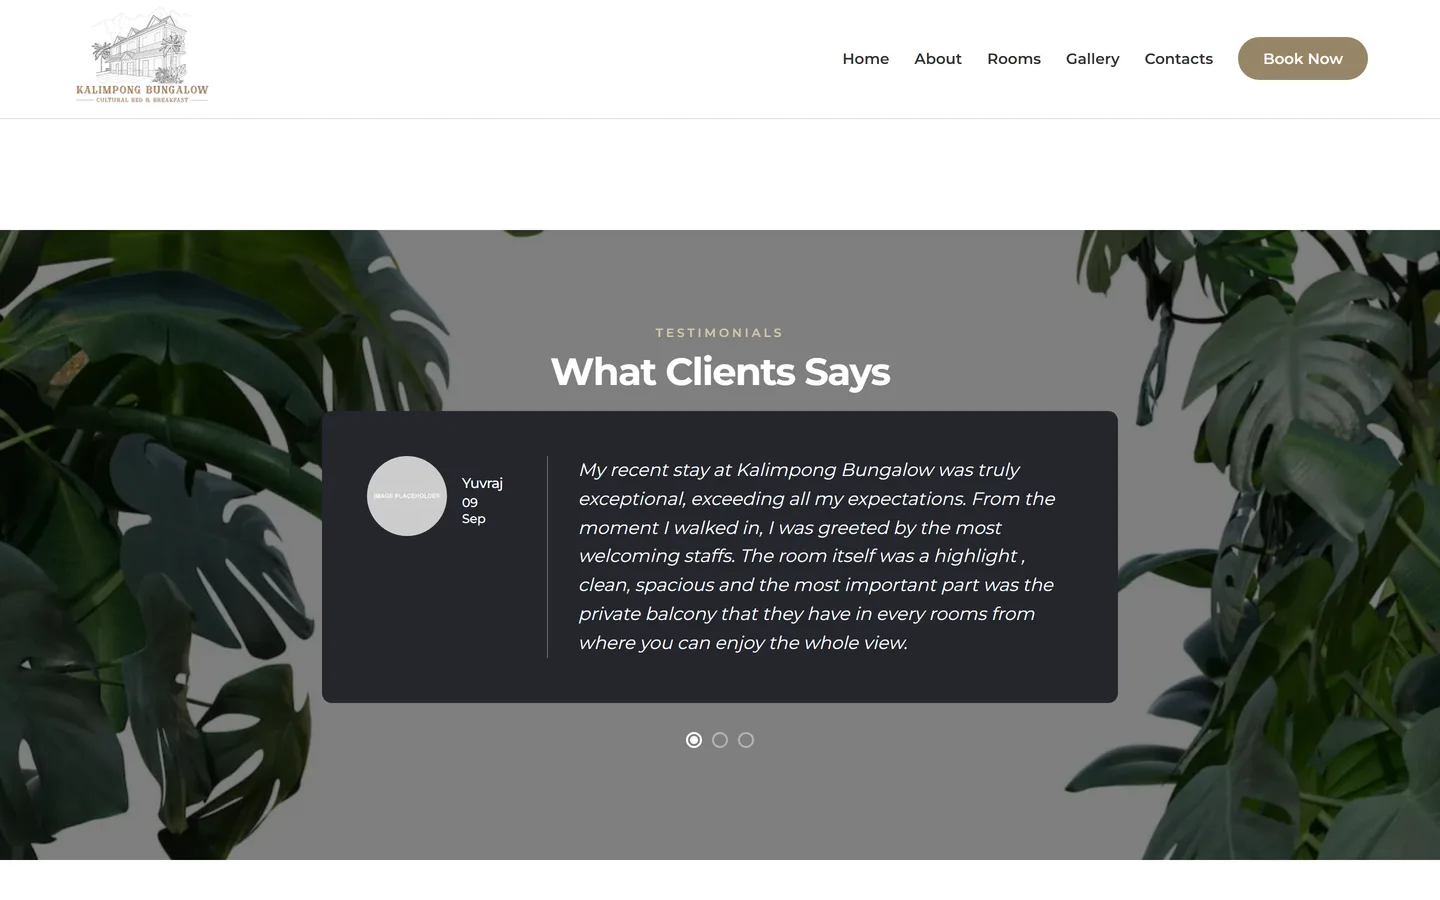 KALIMPONG BUNGALOW
CULTURAL BED & BREAKFAST
Home
About
Rooms
Gallery
Contacts
Book Now
TESTIMONIALS
What Clients Says
IMAGE PLACEHOLDER
Yuvraj
09
Sep
My recent stay at Kalimpong Bungalow was truly
exceptional, exceeding all my expectations. From the
moment I walked in, I was greeted by the most
welcoming staffs. The room itself was a highlight ,
clean, spacious and the most important part was the
private balcony that they have in every rooms from
where you can enjoy the whole view.